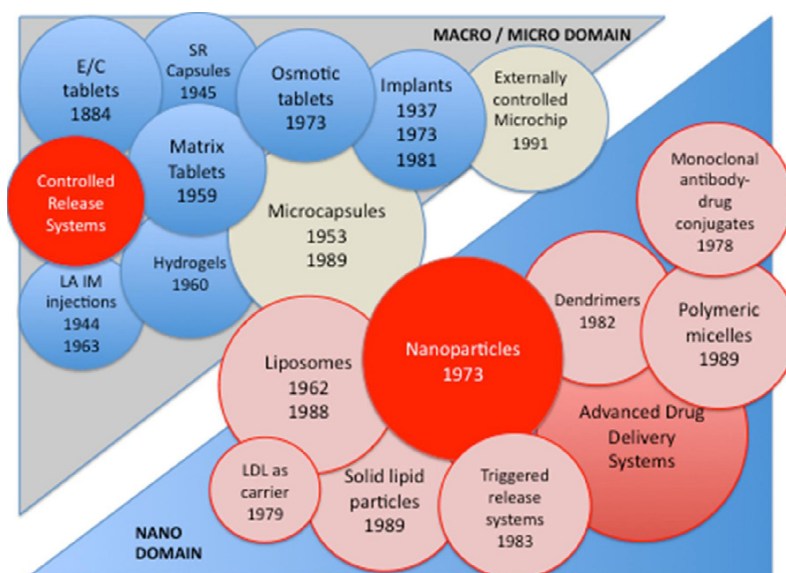 MACRO / MICRO DOMAIN
E/C
tablets
1884
SR
Capsules
1945
Osmotic
tablets
1973
Implants
1937
1973
1981
Externally
controlled
Microchip
1991
Controlled
Release
Systems
Matrix
Tablets
1959
Microcapsules
1953
1989
Monoclonal
antibody-
drug
conjugates
1978
LA IM
injections
1944
1963
Hydrogels
1960
Dendrimers
1982
Polymeric
micelles
1989
Liposomes
1962
1988
Nanoparticles
1973
Advanced Drug
Delivery
Systems
LDL as
carrier
1979
Solid lipid
particles
1989
Triggered
release
systems
1983
NANO
DOMAIN